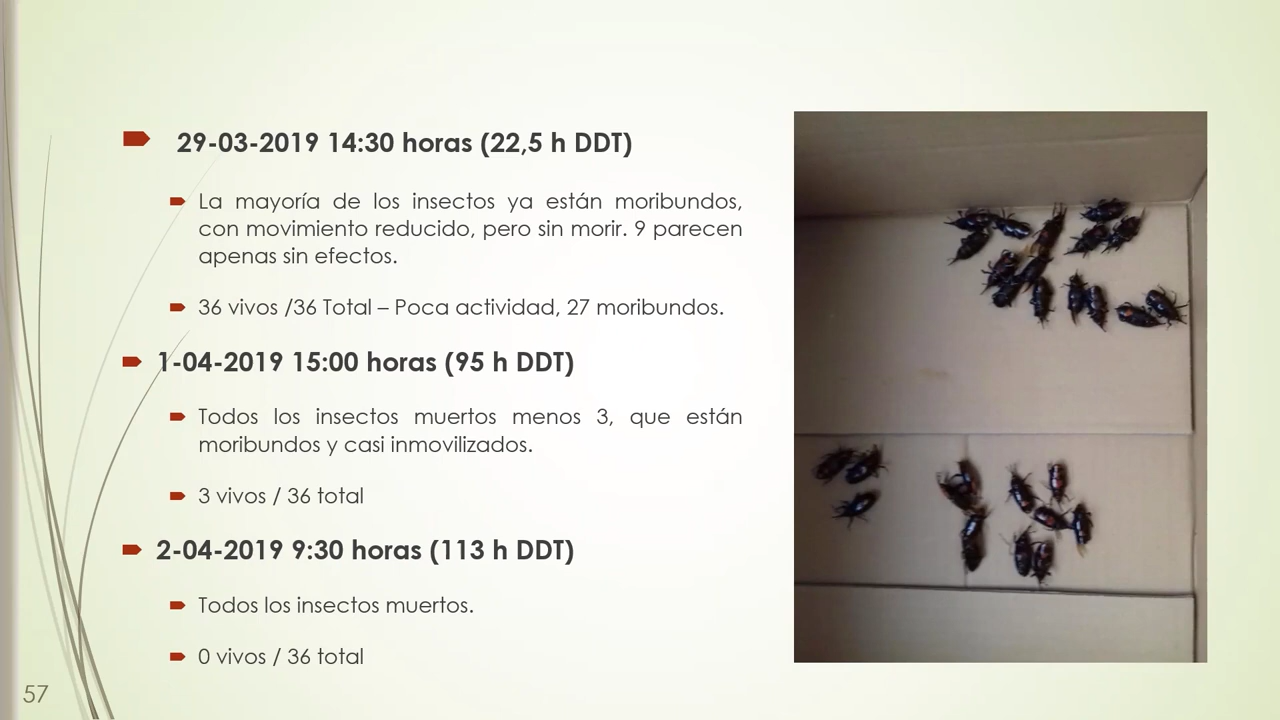 29-03-2019 14:30 horas (22,5 h DDT)
La mayoría de los insectos ya están moribundos,
con movimiento reducido, pero sin morir. 9 parecen
apenas sin efectos.
36 vivos /36 Total – Poca actividad, 27 moribundos.
1-04-2019 15:00 horas (95 h DDT)
Todos los insectos muertos menos 3, que están
moribundos y casi inmovilizados.
3 vivos / 36 total
2-04-2019 9:30 horas (113 h DDT)
Todos los insectos muertos.
0 vivos / 36 total
57